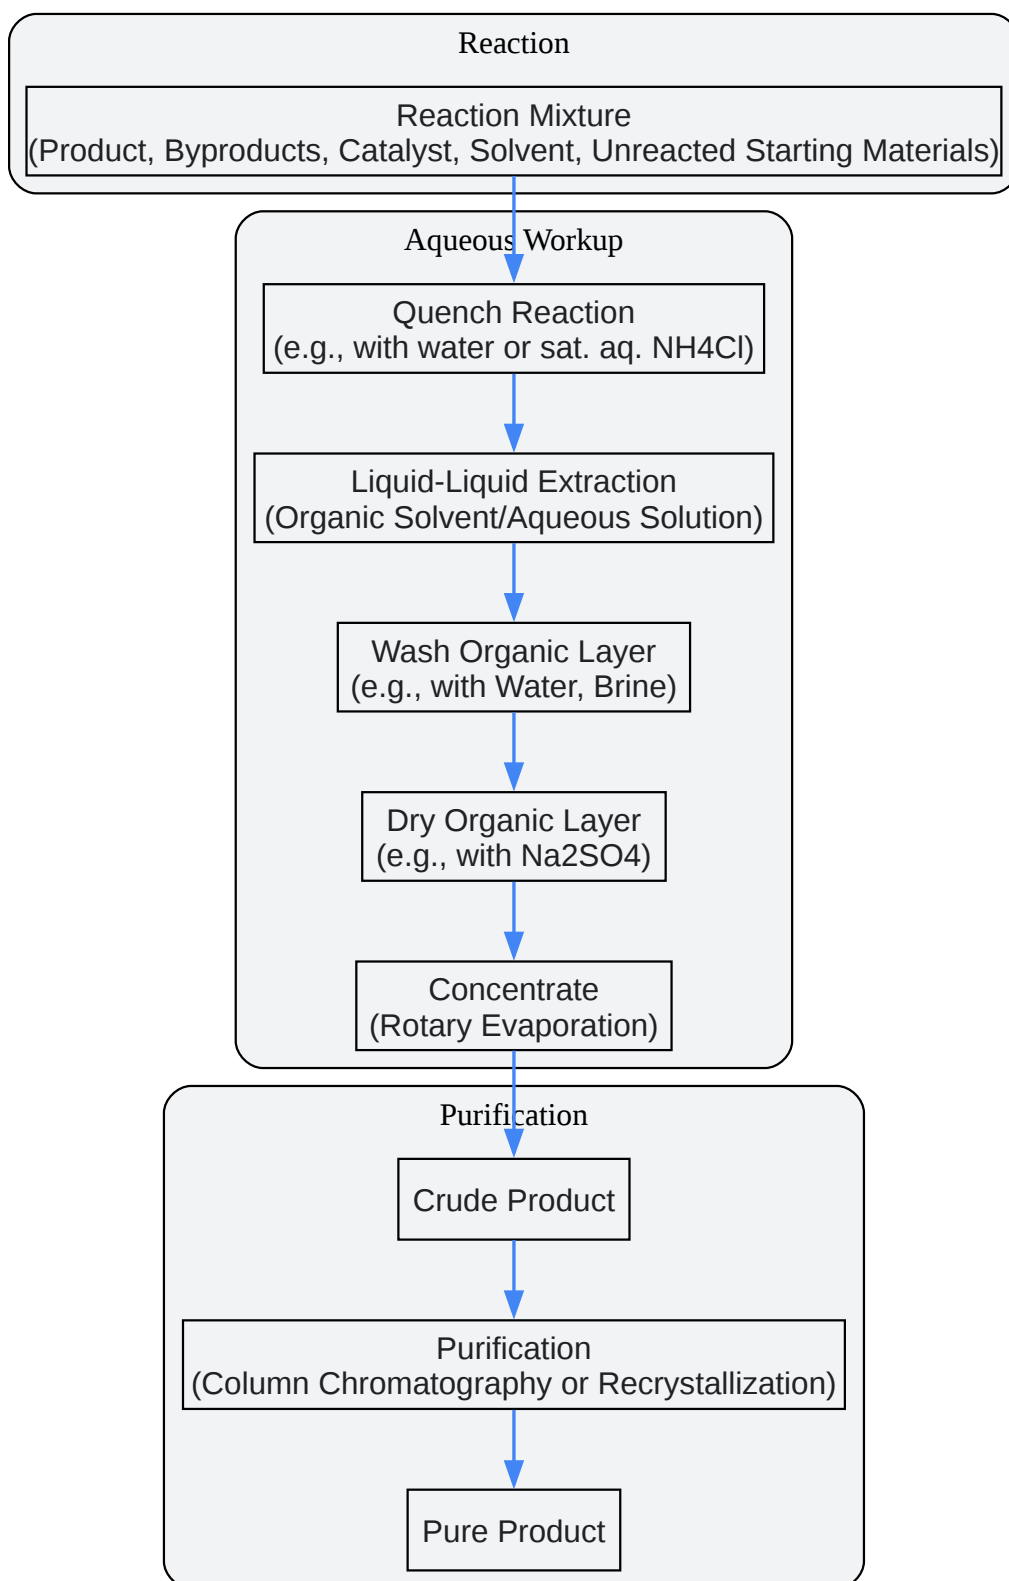 Reaction
Reaction Mixture
(Product, Byproducts, Catalyst, Solvent, Unreacted Starting Materials)
Aqueous Workup
Quench Reaction
(e.g., with water or sat. aq. NH4Cl)
Liquid-Liquid Extraction
(Organic Solvent/Aqueous Solution)
Wash Organic Layer
(e.g., with Water, Brine)
Dry Organic Layer
(e.g., with Na2SO4)
Concentrate
(Rotary Evaporation)
Purification
Crude Product
Purification
(Column Chromatography or Recrystallization)
Pure Product